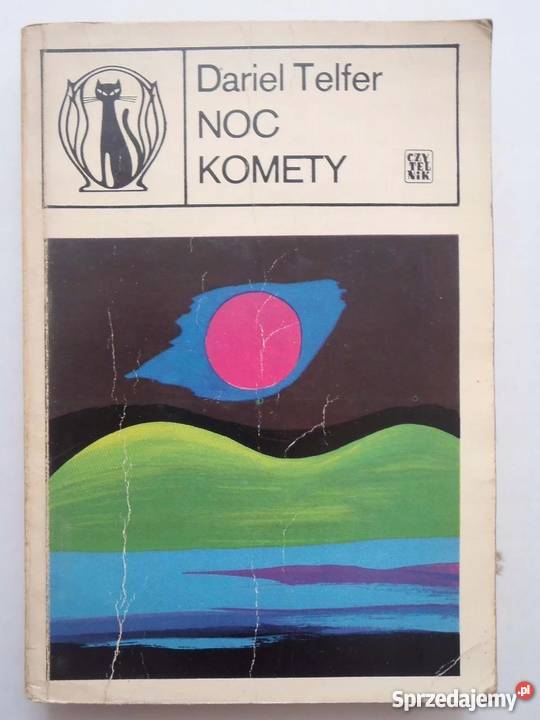 Dariel Telfer
NOC
KOMETY
CZY
TEL
NiK
Sprzedajemy.pl